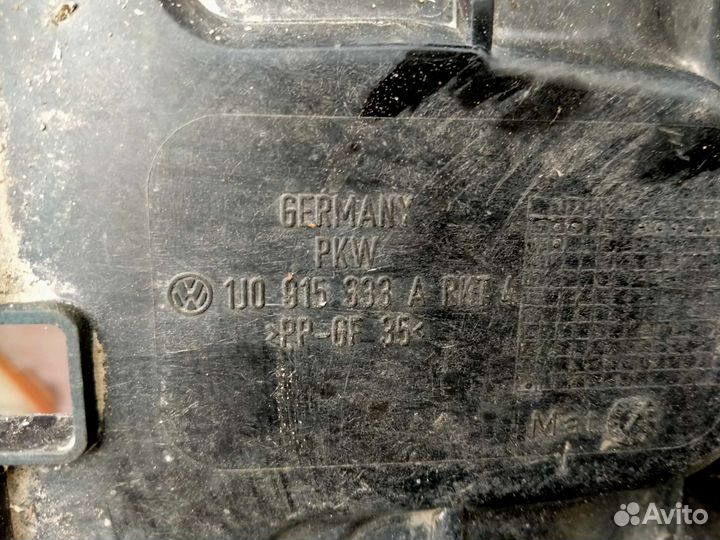 GERMANY
PKW
1J0 915 333 A RKT 4
>PP-GF 35<
Avito